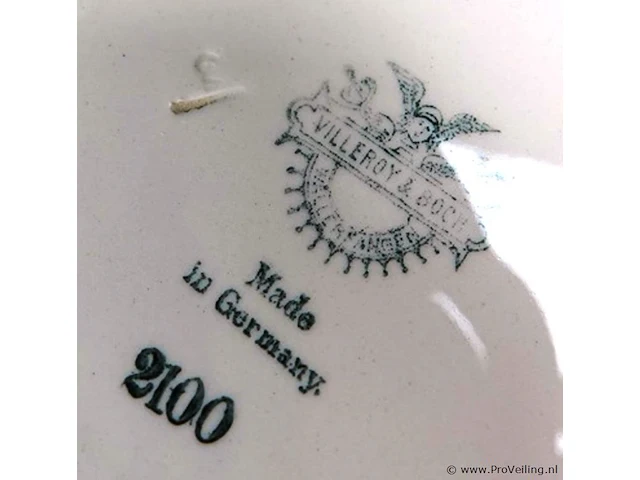 VILLEROY & BOCH
METTLACH
Made
in Germany.
2100
© www.ProVeiling.nl